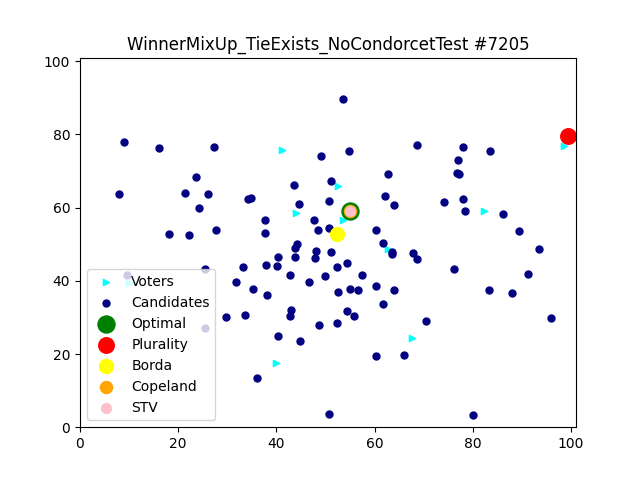 WinnerMixUp_TieExists_NoCondorcetTest #7205
100
80
60
40
20
0
Voters
Candidates
Optimal
Plurality
Borda
Copeland
STV
0 20 40 60 80 100